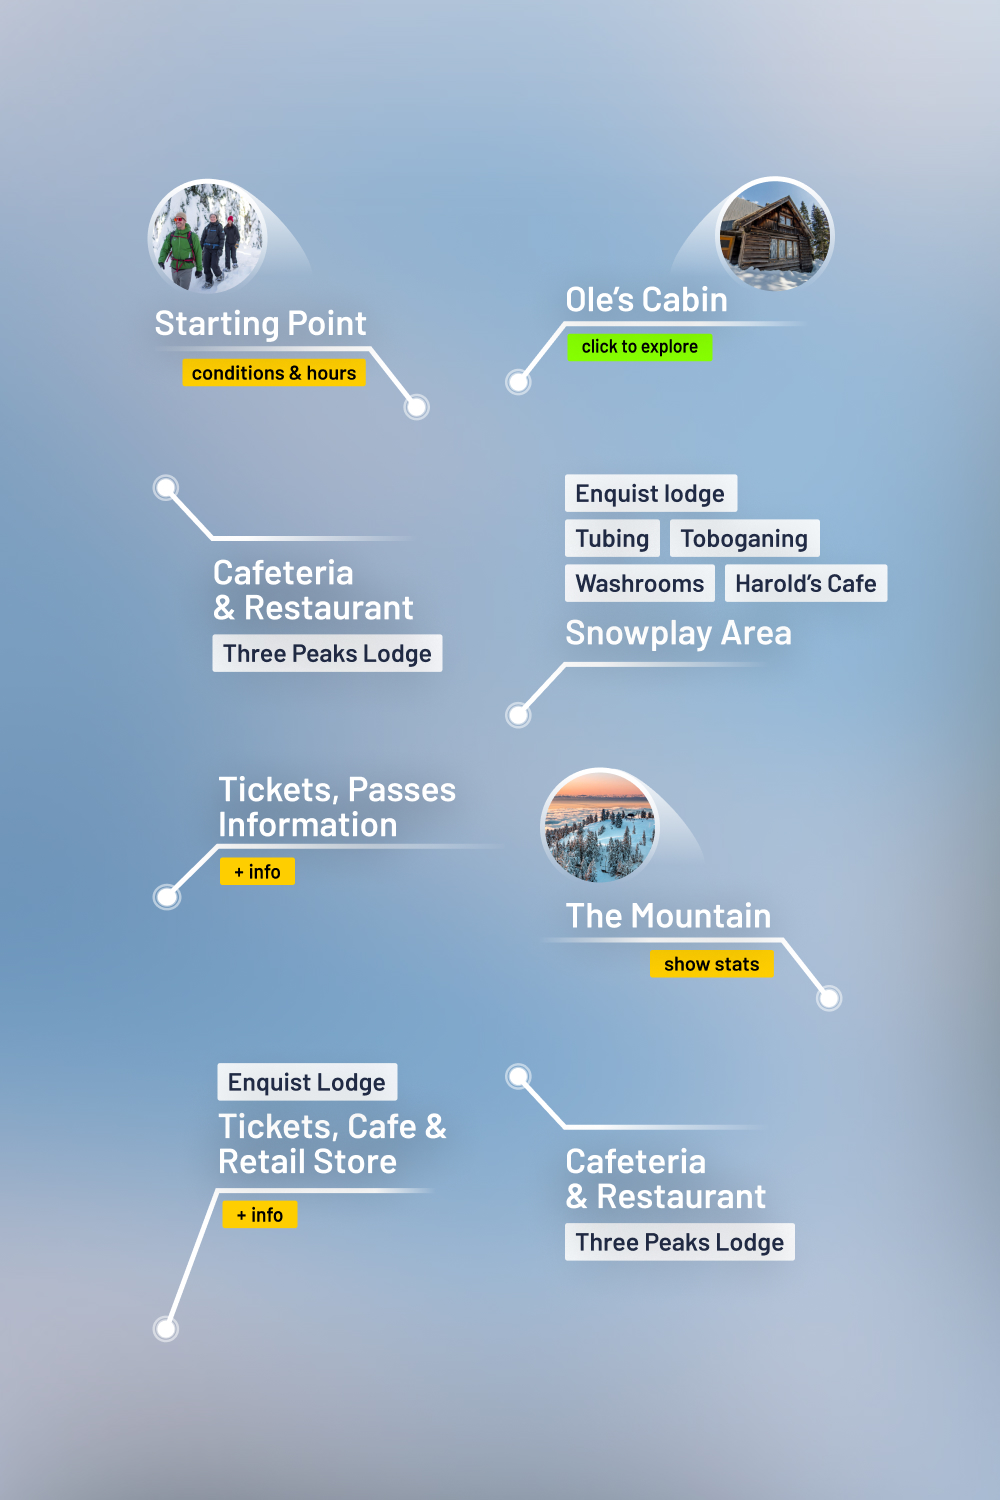 Starting Point
conditions & hours
Ole's Cabin
click to explore
Cafeteria
& Restaurant
Three Peaks Lodge
Enquist lodge
Tubing
Toboganing
Washrooms
Harold's Cafe
Snowplay Area
Tickets, Passes
Information
+ info
The Mountain
show stats
Enquist Lodge
Tickets, Cafe &
Retail Store
+ info
Cafeteria
& Restaurant
Three Peaks Lodge